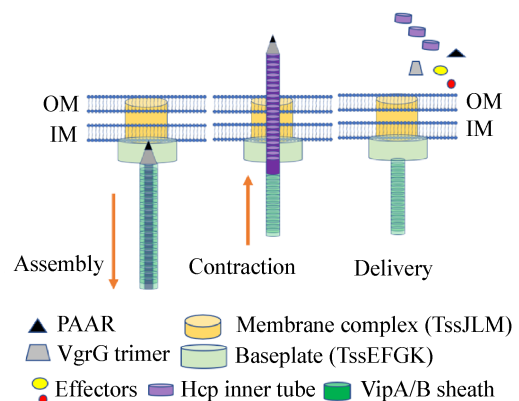 OM
OM
IM
IM
Assembly
Contraction
Delivery
PAAR
Membrane complex (TssJLM)
VgrG trimer
Baseplate (TssEFGK)
Effectors
Hcp inner tube
VipA/B sheath